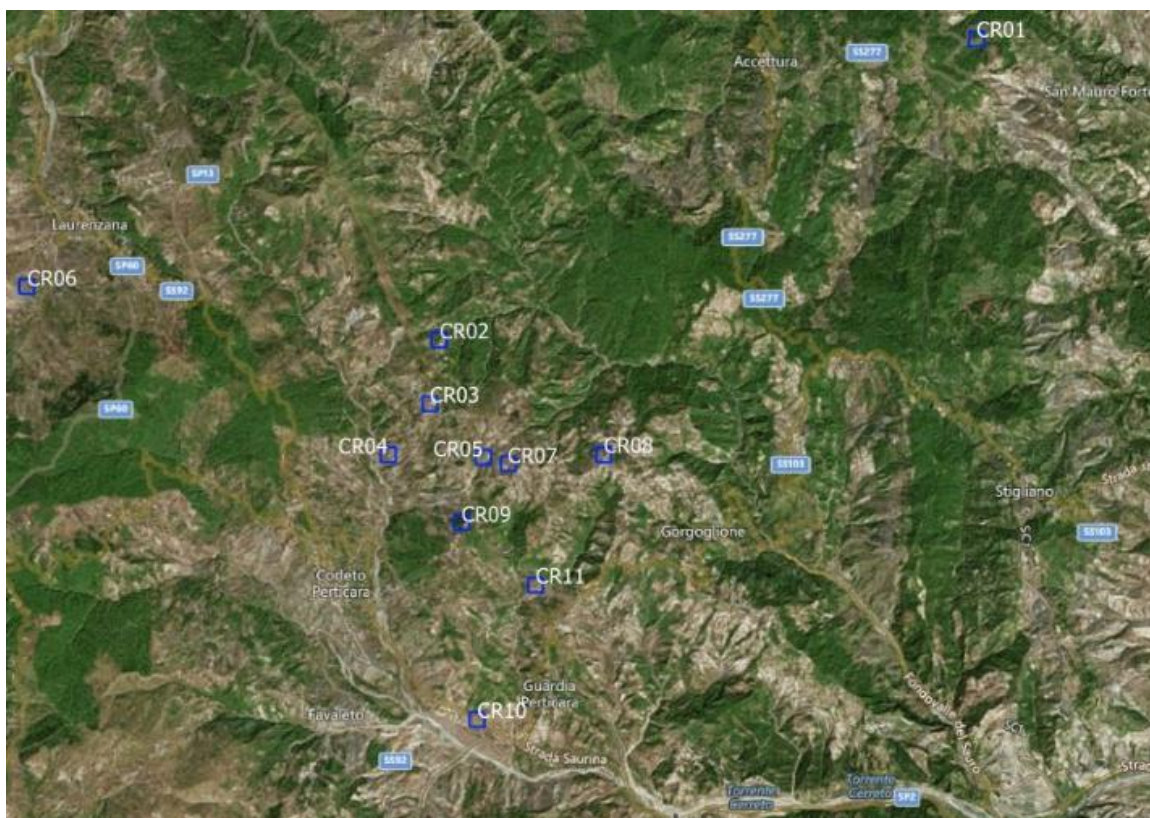 CR01
SS277
Accettura
San Mauro Forte
SP13
Laurenzana
SS277
CR06
SP60
SS92
SS277
CR02
CR03
SP60
CR04
CR05
CR07
CR08
SS103
Stigliano
CR09
Gorgoglione
SS103
Corleto
Perticara
CR11
Guardia
Perticara
Fondovalle del Sauro
Favaleto
CR10
Strada Saurina
SS92
Torrente
Cerreto
Torrente
Cerreto
SP2